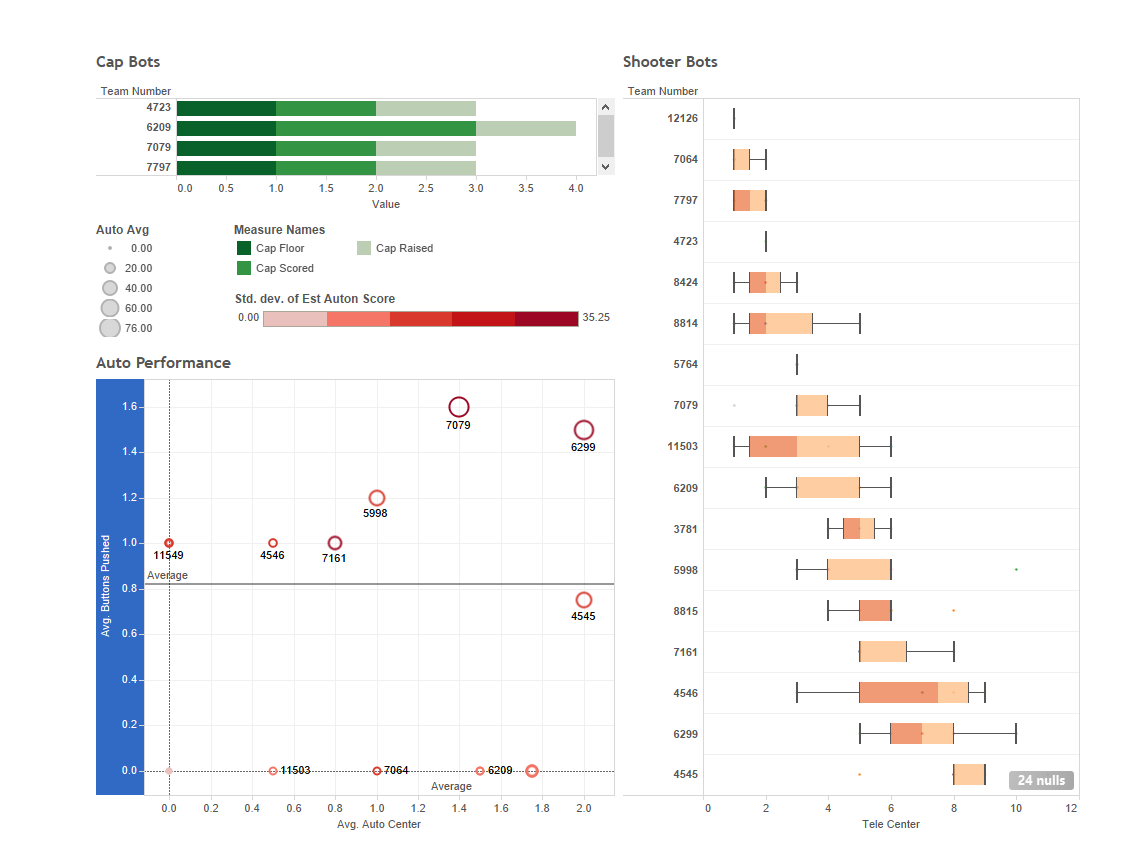 Cap Bots
Team Number
4723
6209
7079
7797
0.0 0.5 1.0 1.5 2.0 2.5 3.0 3.5 4.0
Value
Auto Avg
0.00
20.00
40.00
60.00
76.00
Measure Names
Cap Floor Cap Raised
Cap Scored
Std. dev. of Est Auton Score
0.00 35.25
Auto Performance
Avg. Buttons Pushed
1.6
1.4
1.2
1.0
0.8
0.6
0.4
0.2
0.0
7079
6299
5998
11549 4546 7161
Average
4545
11503 7064 6209
Average
0.0 0.2 0.4 0.6 0.8 1.0 1.2 1.4 1.6 1.8 2.0
Avg. Auto Center
Shooter Bots
Team Number
12126
7064
7797
4723
8424
8814
5764
7079
11503
6209
3781
5998
8815
7161
4546
6299
4545
24 nulls
0 2 4 6 8 10 12
Tele Center